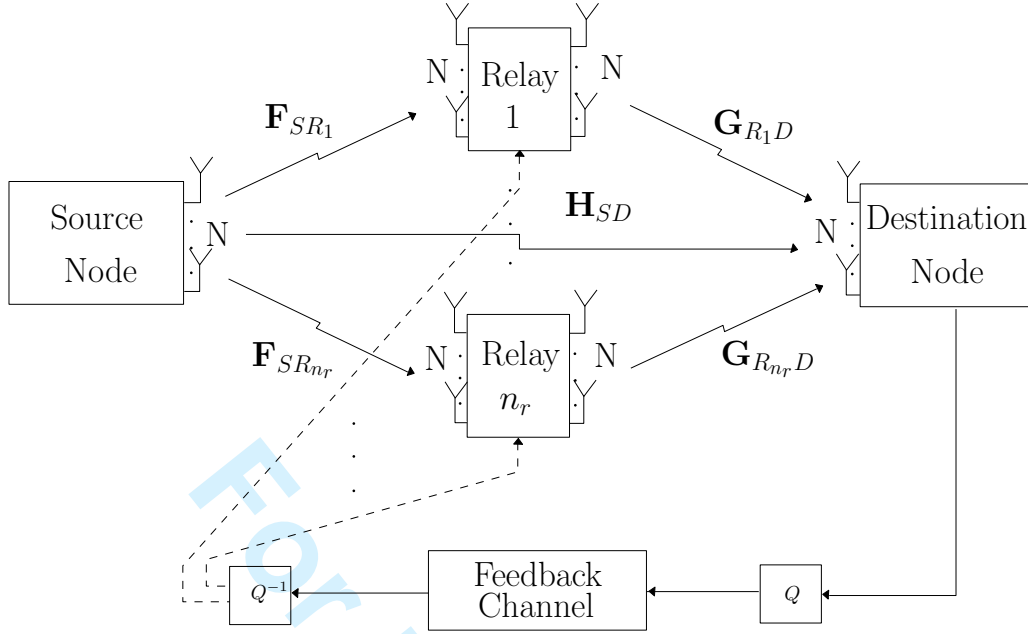 N
Relay
1
N
F_{SR_1}
G_{R_1D}
Source
Node
N
H_{SD}
N
Destination
Node
F_{SR_{n_r}}
N
Relay
n_r
N
G_{R_{n_r}D}
For
Q^{-1}
Feedback
Channel
Q